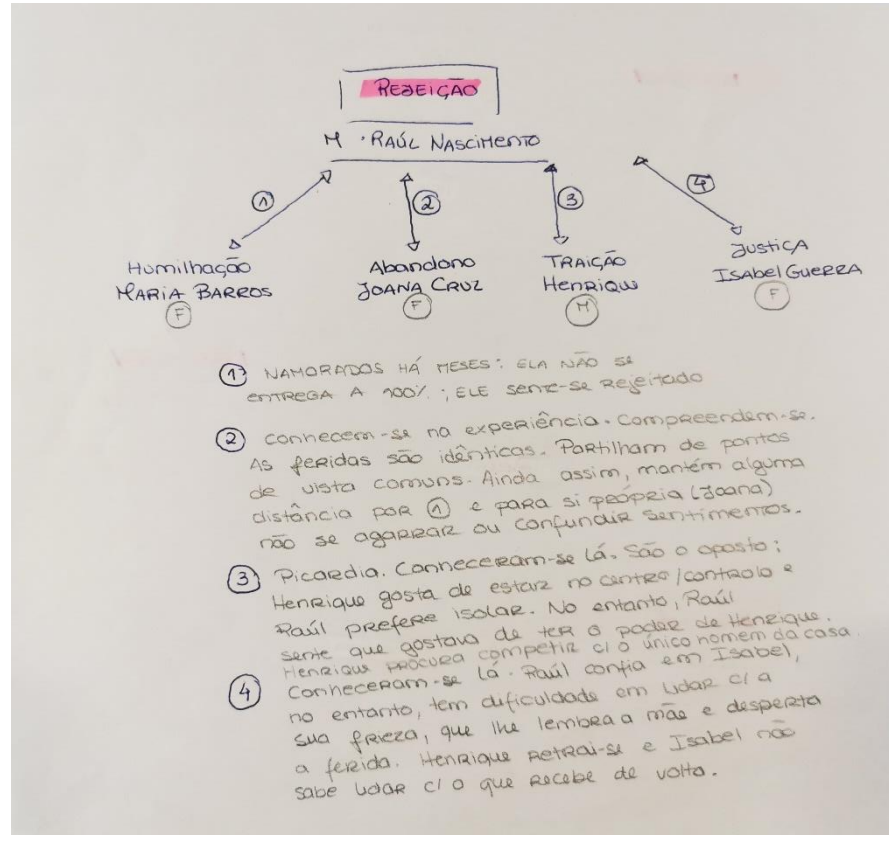 REJEIÇÃO
M · RAÚL NASCIMENTO
① ② ③ ④
Humilhação Abandono TRAIÇÃO JUSTIÇA
MARIA BARROS JOANA CRUZ Henrique ISAbel GUERRA
F F M F
① NAMORADOS HÁ MESES: ELA NÃO SE
ENTREGA A 100%; ELE sente-se Rejeitado
② conhecem-se na experiência. Compreendem-se.
As feridas são idênticas. Partilham de pontos
de vista comuns. Ainda assim, mantém alguma
distância por ① e para si própria (Joana)
não se agarrar ou confundir sentimentos.
③ Picardia. Conheceram-se lá. São o oposto:
Henrique gosta de estar no centro/controlo e
Raúl prefere isolar. No entanto, Raúl
sente que gostava de ter o poder de Henrique.
Henrique procura competir c/ o único homem da casa.
④ Conheceram-se lá. Raúl confia em Isabel,
no entanto, tem dificuldade em lidar c/ a
sua frieza, que lhe lembra a mãe e desperta
a ferida. Henrique retrai-se e Isabel não
sabe lidar c/ o que recebe de volta.